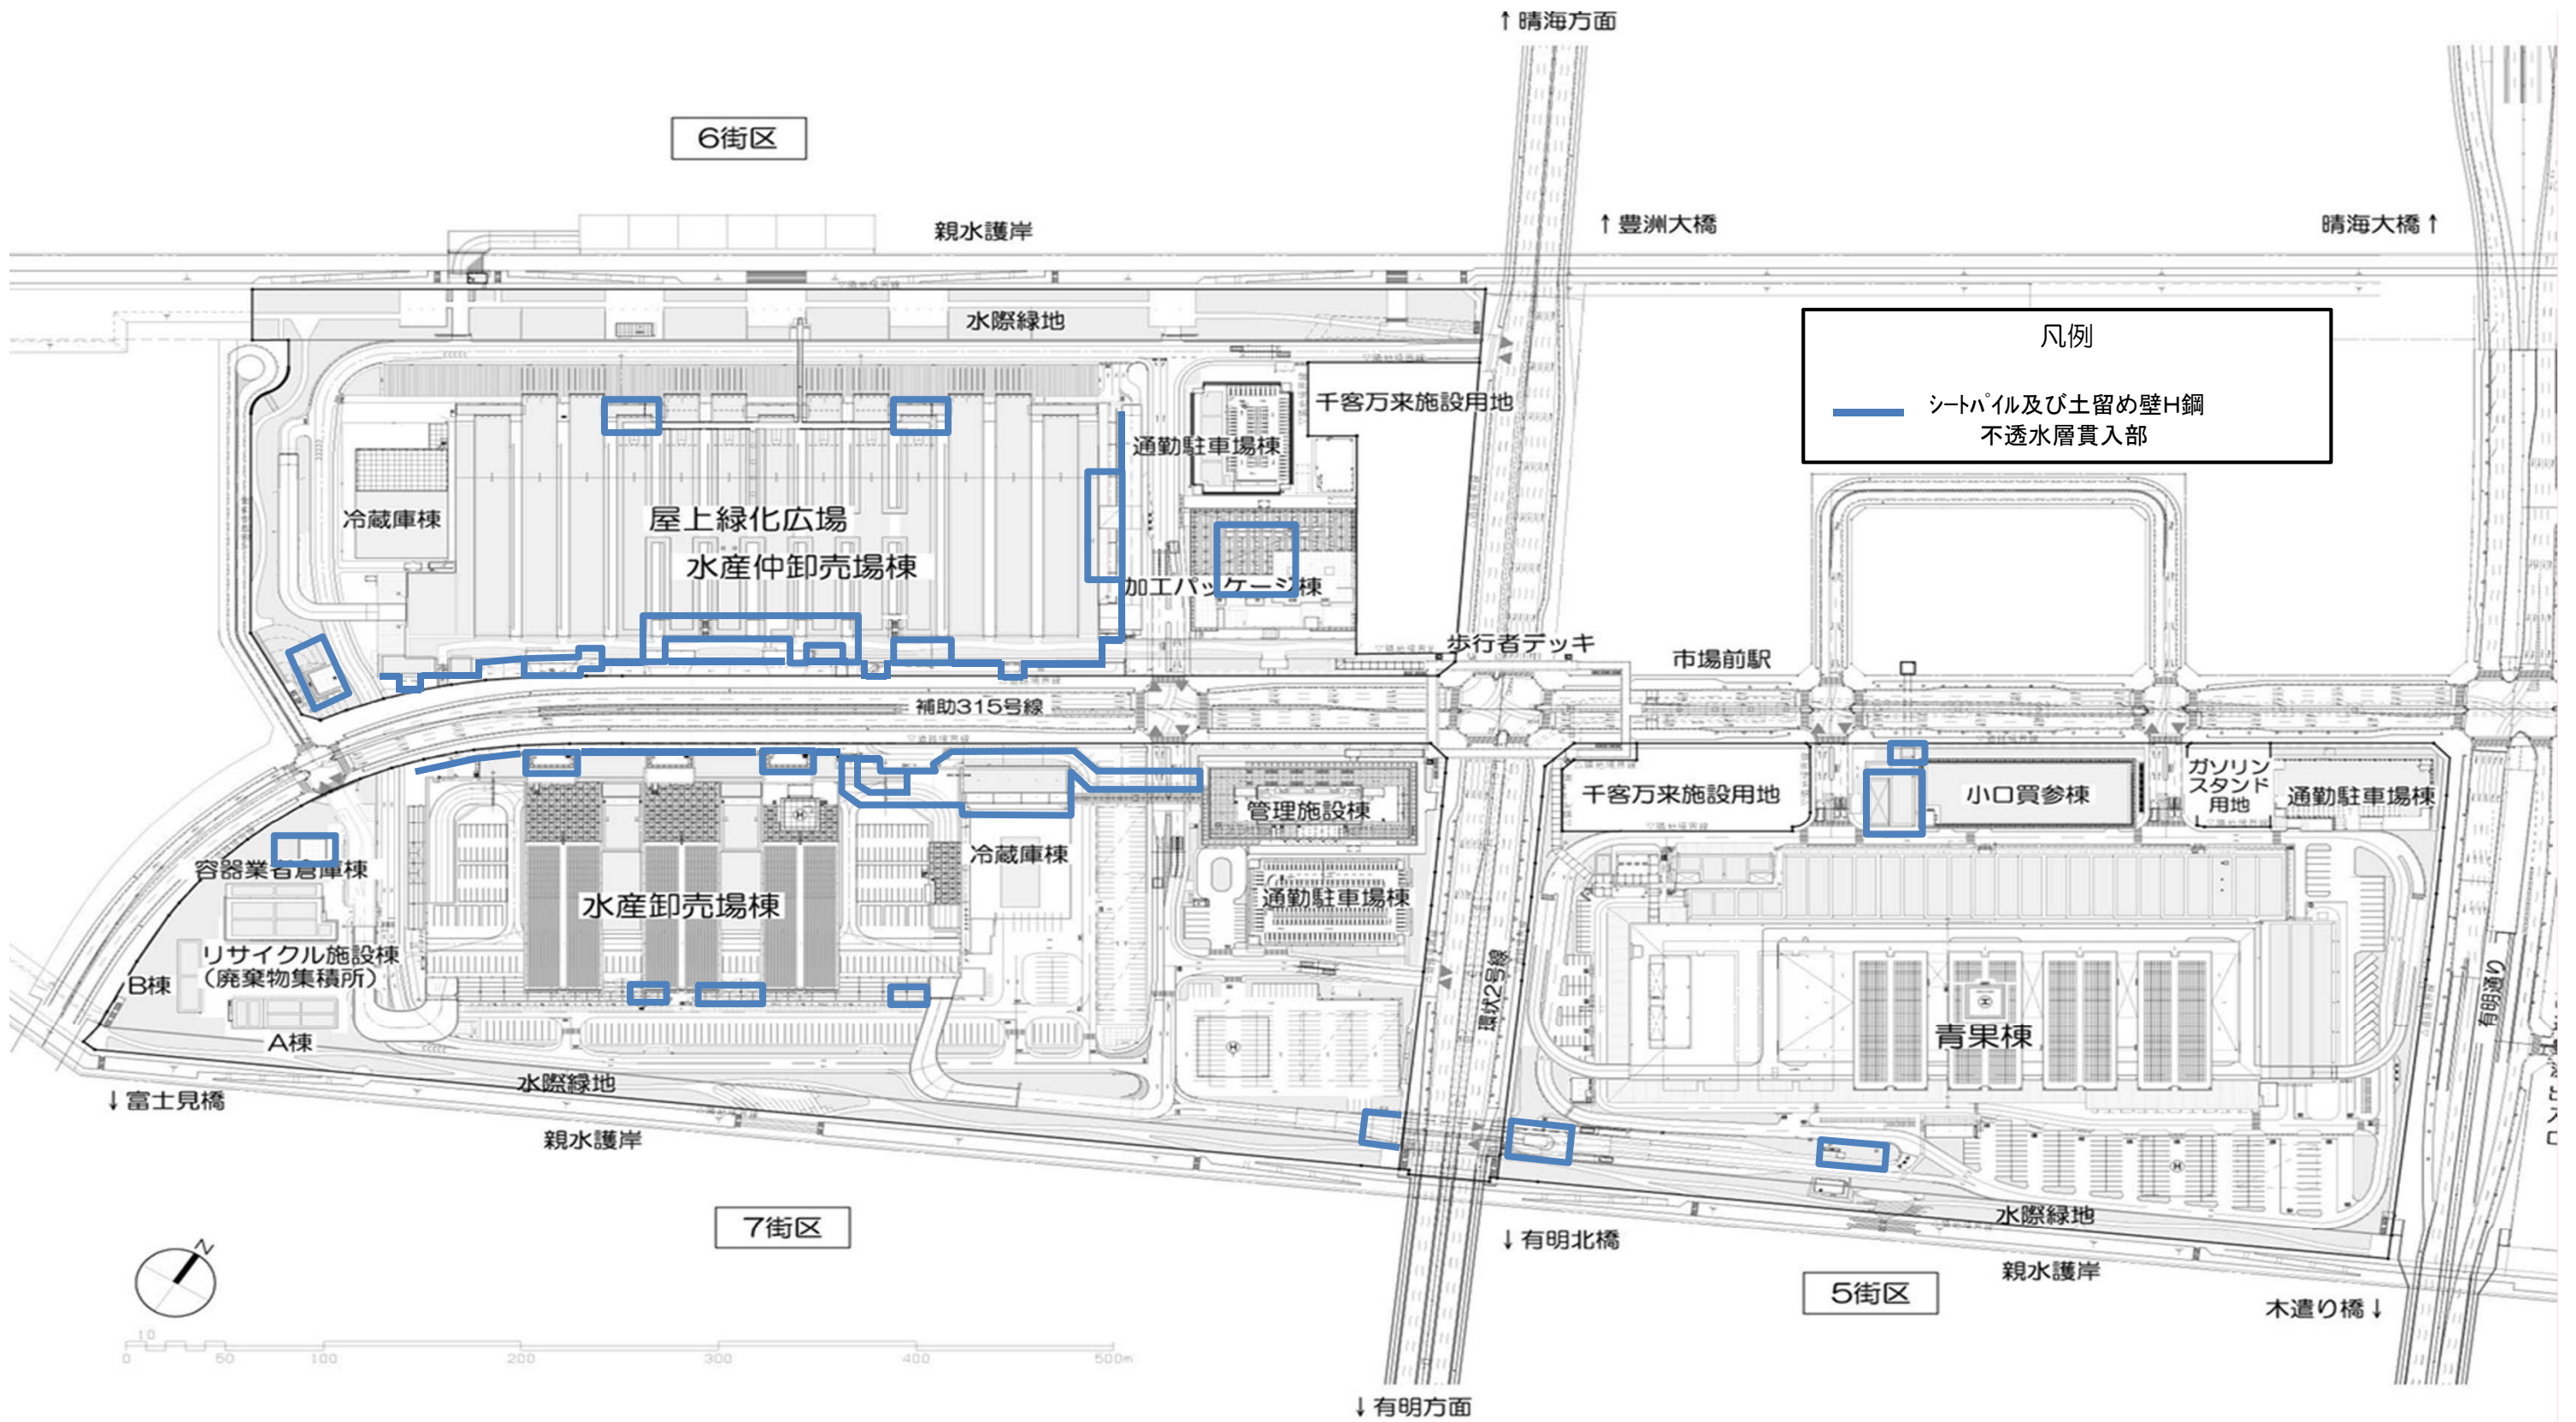 ↑晴海方面
6街区
親水護岸
↑豊洲大橋
晴海大橋↑
水際緑地
凡例
シートパイル及び土留め壁H鋼
不透水層貫入部
千客万来施設用地
通勤駐車場棟
冷蔵庫棟
屋上緑化広場
水産仲卸売場棟
加工パッケージ棟
歩行者デッキ
市場前駅
補助315号線
千客万来施設用地
小口買参棟
ガソリン
スタンド
用地
通勤駐車場棟
管理施設棟
容器業者倉庫棟
冷蔵庫棟
水産卸売場棟
通勤駐車場棟
リサイクル施設棟
(廃棄物集積所)
B棟
A棟
環状2号線
有明通り
青果棟
水際緑地
↓富士見橋
親水護岸
7街区
水際緑地
↓有明北橋
親水護岸
5街区
木遣り橋↓
N
10
0 50 100 200 300 400 500m
↓有明方面